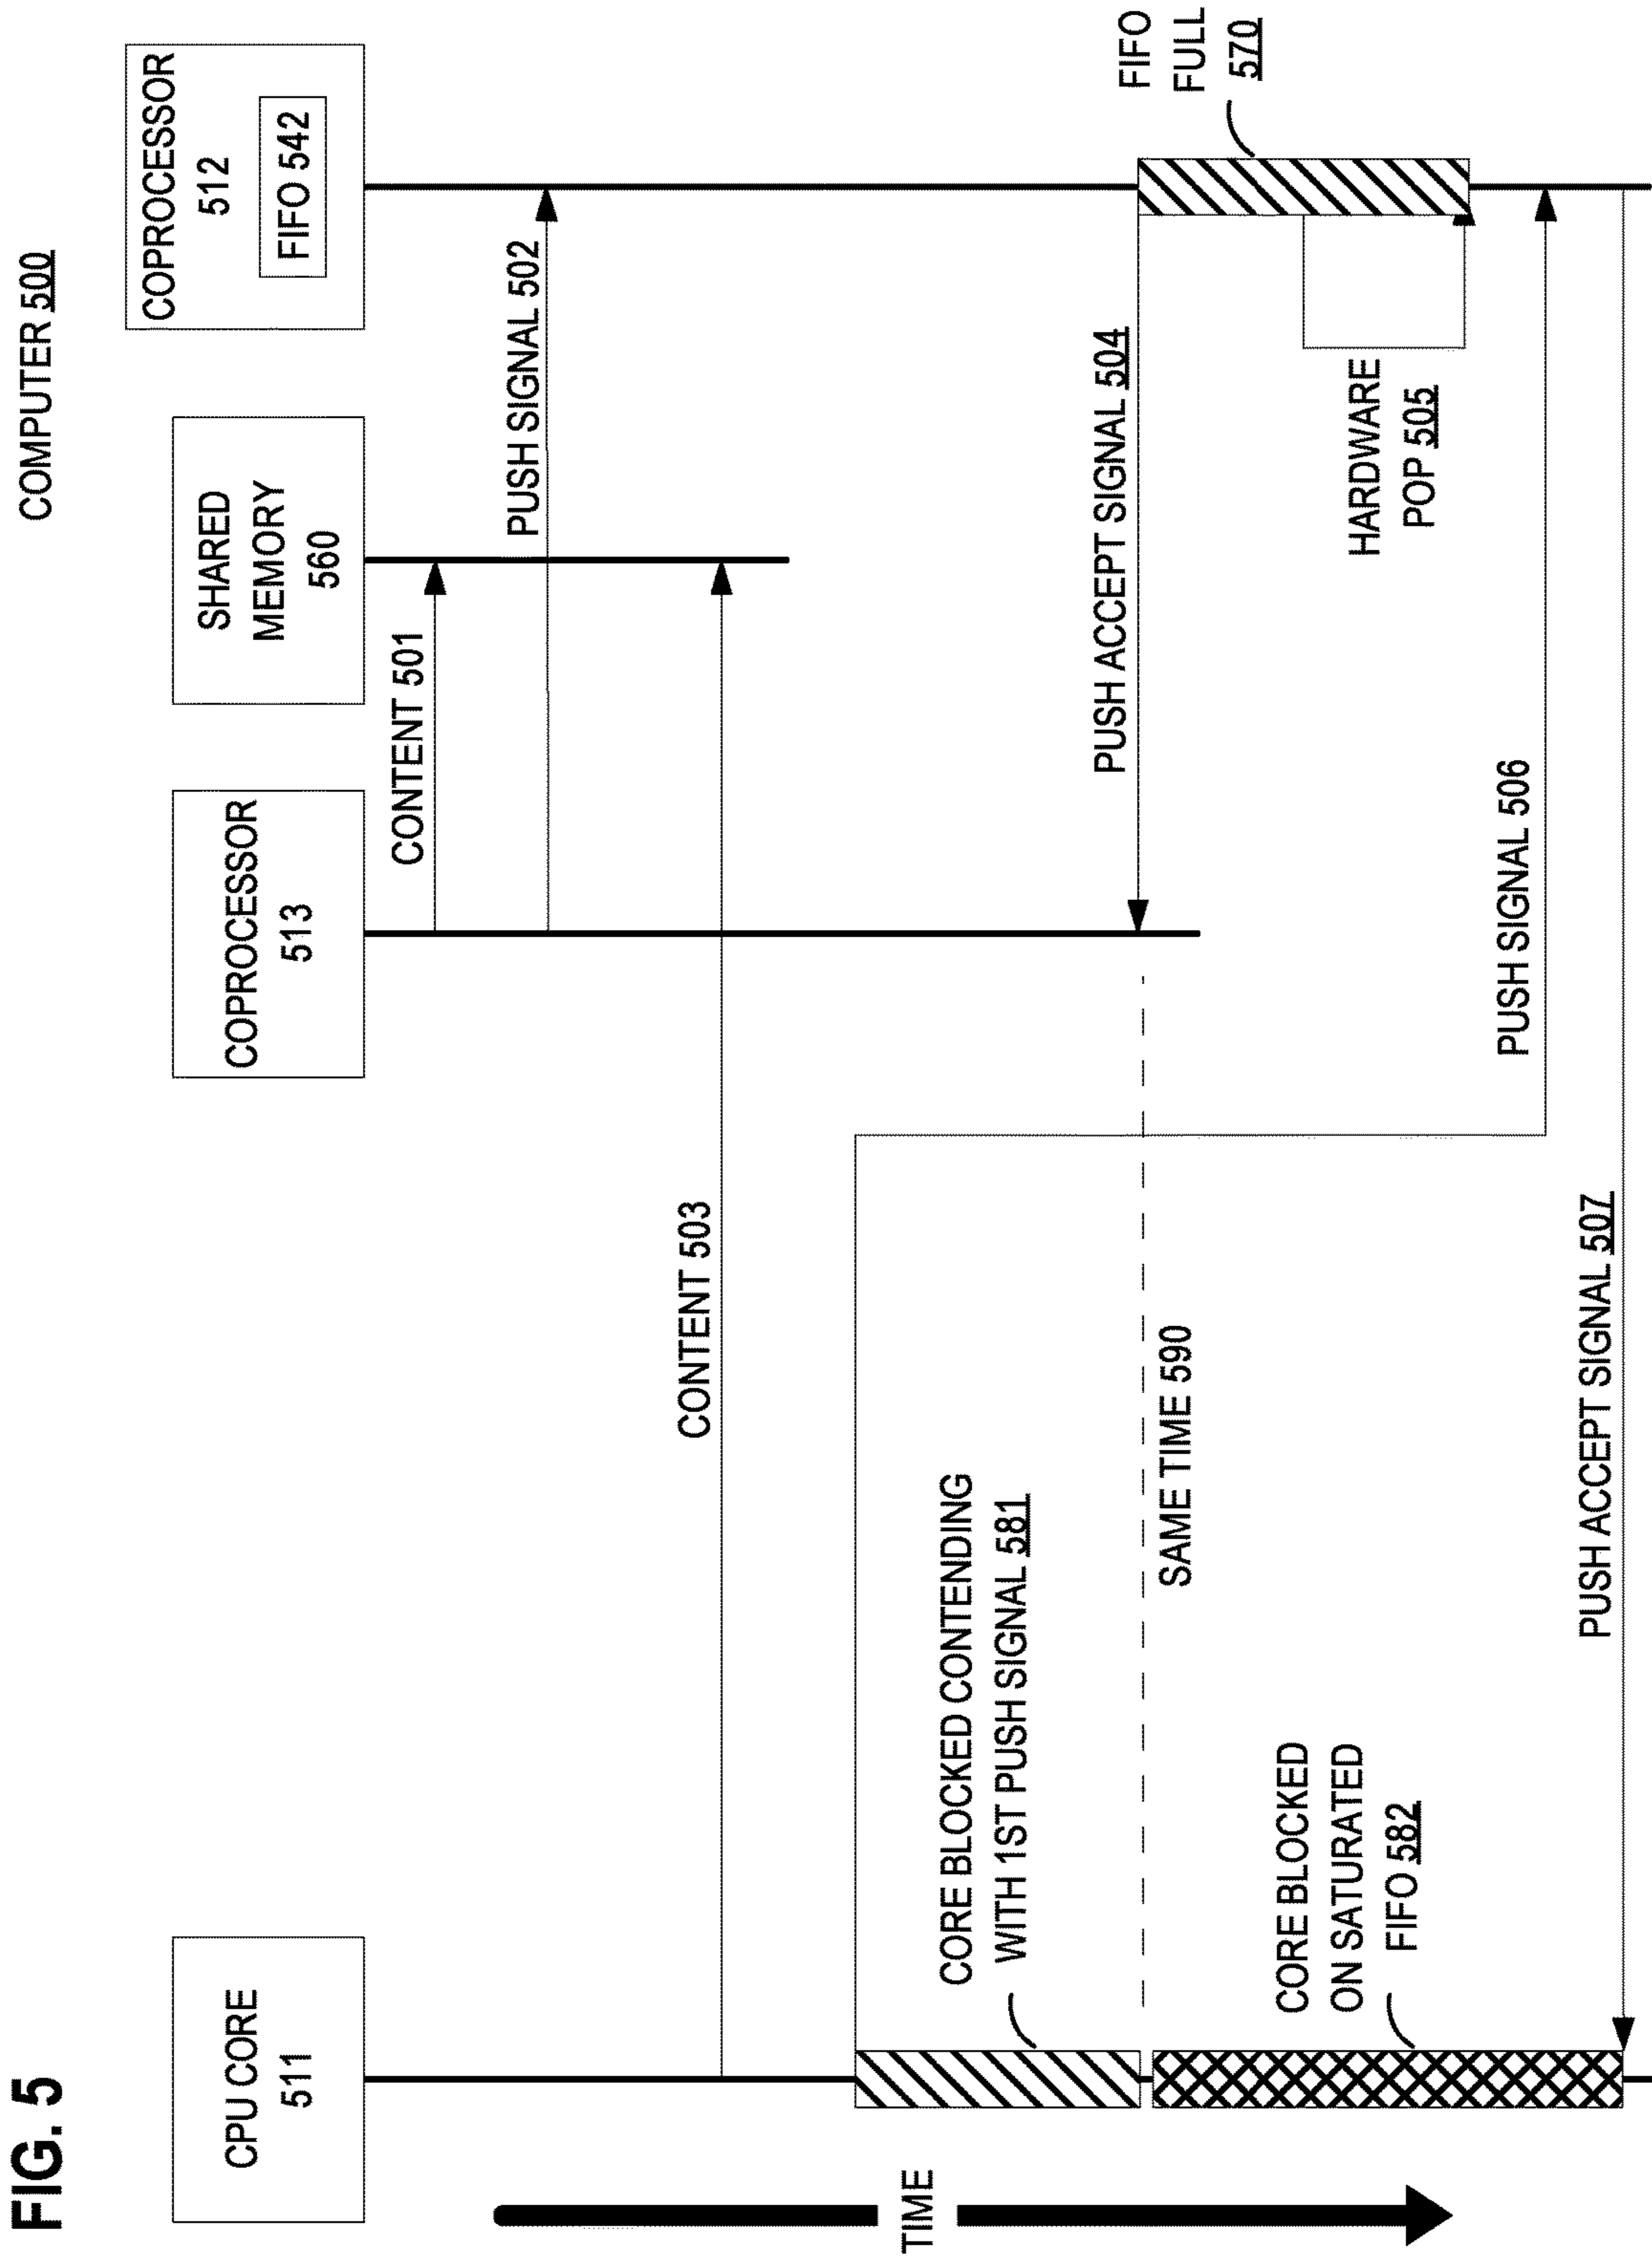 FIG. 5
COMPUTER 500
CPU CORE
511
COPROCESSOR
513
SHARED
MEMORY
560
COPROCESSOR
512
FIFO 542
CONTENT 501
PUSH SIGNAL 502
CONTENT 503
TIME
CORE BLOCKED CONTENDING
WITH 1ST PUSH SIGNAL 581
PUSH ACCEPT SIGNAL 504
FIFO
FULL
570
SAME TIME 590
CORE BLOCKED
ON SATURATED
FIFO 582
HARDWARE
POP 505
PUSH SIGNAL 506
PUSH ACCEPT SIGNAL 507